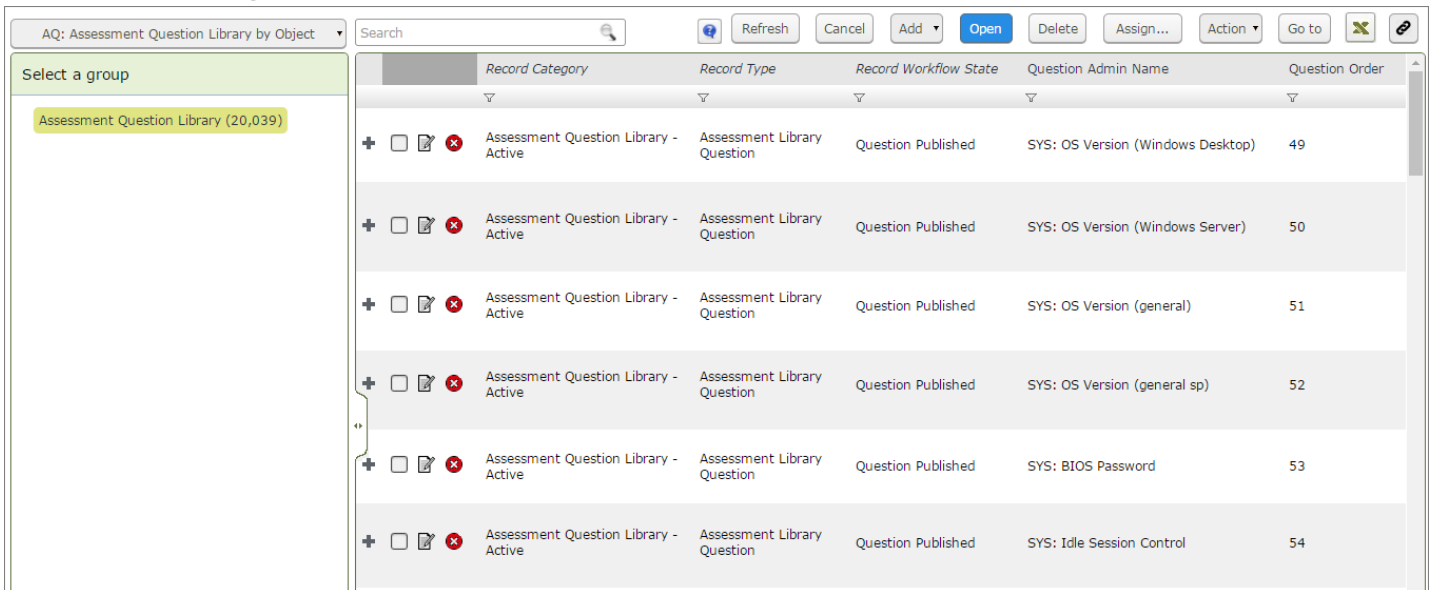 AQ: Assessment Question Library by Object
Search
Refresh
Cancel
Add
Open
Delete
Assign...
Action
Go to
Select a group
Assessment Question Library (20,039)
Record Category Record Type Record Workflow State Question Admin Name Question Order
Assessment Question Library - Assessment Library
Active Question Question Published SYS: OS Version (Windows Desktop) 49
Assessment Question Library - Assessment Library
Active Question Question Published SYS: OS Version (Windows Server) 50
Assessment Question Library - Assessment Library
Active Question Question Published SYS: OS Version (general) 51
Assessment Question Library - Assessment Library
Active Question Question Published SYS: OS Version (general sp) 52
Assessment Question Library - Assessment Library
Active Question Question Published SYS: BIOS Password 53
Assessment Question Library - Assessment Library
Active Question Question Published SYS: Idle Session Control 54